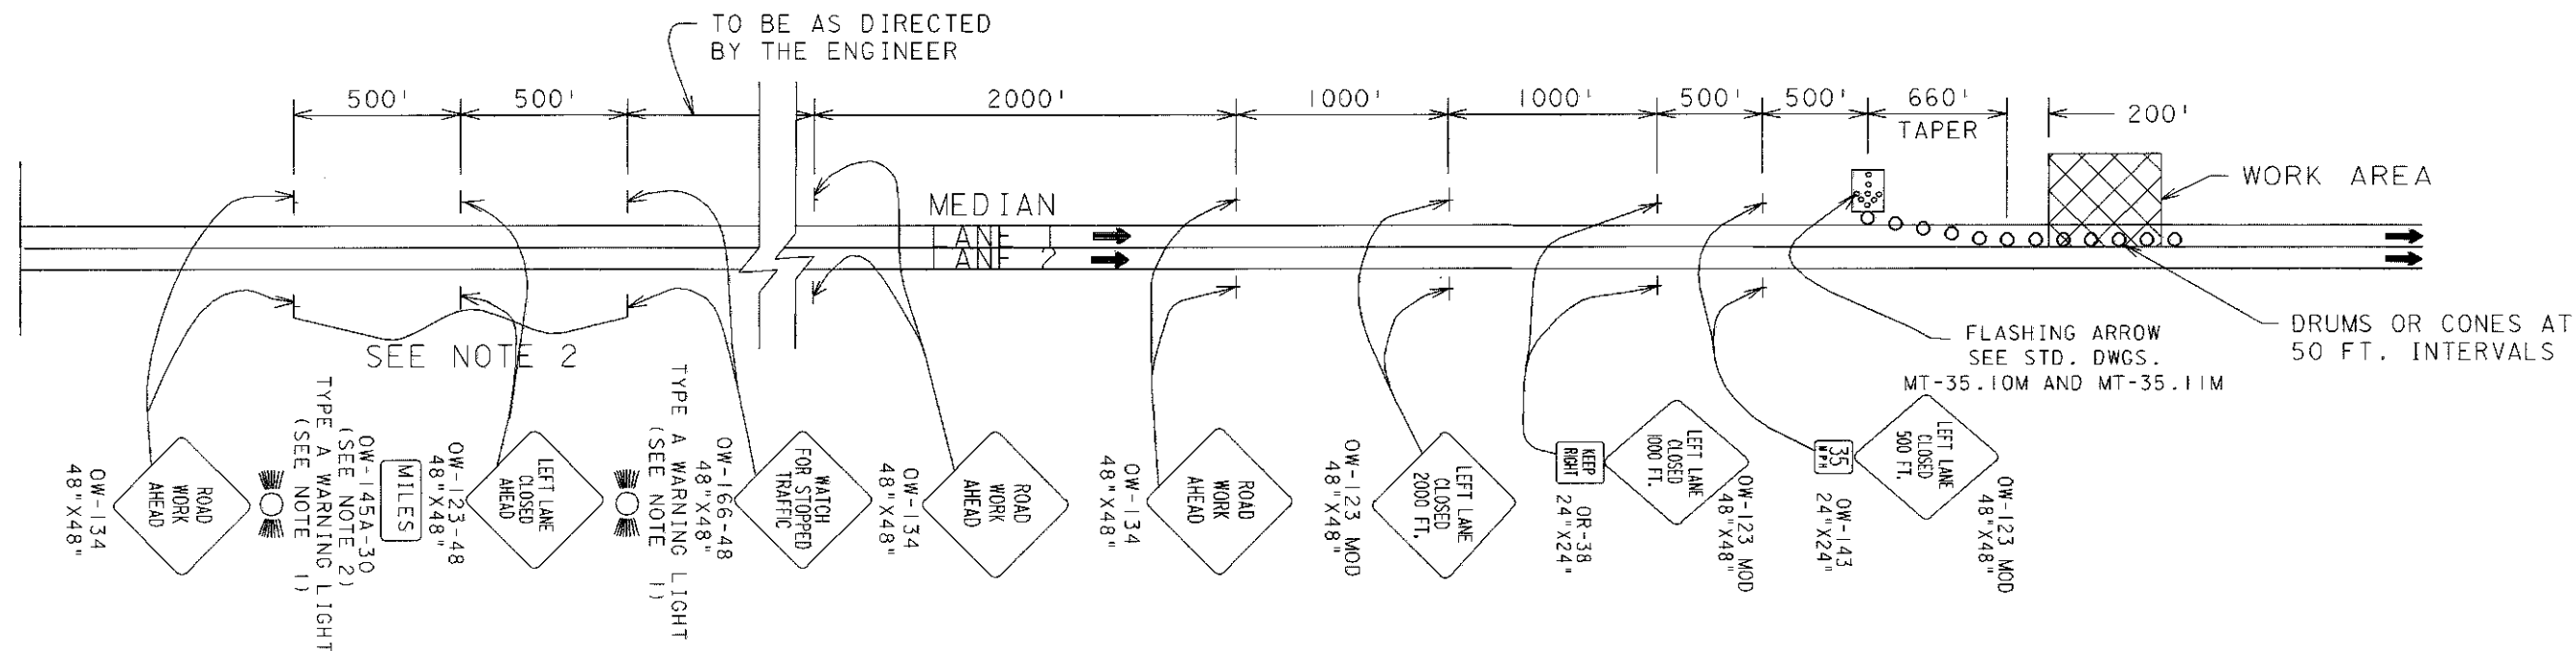 TO BE AS DIRECTED
BY THE ENGINEER
500'
500'
2000'
1000'
1000'
500'
500'
660'
TAPER
200'
WORK AREA
MEDIAN
LANE
LANE 2
SEE NOTE 2
FLASHING ARROW
SEE STD. DWGS.
MT-35.10M AND MT-35.11M
DRUMS OR CONES AT
50 FT. INTERVALS
ROAD
WORK
AHEAD
OW-134
48"X48"
TYPE A WARNING LIGHT
(SEE NOTE 1)
OW-145A-30
(SEE NOTE 2)
MILES
LEFT LANE
CLOSED
AHEAD
OW-123-48
48"X48"
TYPE A WARNING LIGHT
(SEE NOTE 1)
WATCH
FOR STOPPED
TRAFFIC
OW-166-48
48"X48"
ROAD
WORK
AHEAD
OW-134
48"X48"
ROAD
WORK
AHEAD
OW-134
48"X48"
LEFT LANE
CLOSED
2000 FT.
OW-123 MOD
48"X48"
KEEP
RIGHT
OR-38
24"X24"
LEFT LANE
CLOSED
1000 FT.
OW-123 MOD
48"X48"
35
MPH
OW-143
24"X24"
LEFT LANE
CLOSED
500 FT.
OW-123 MOD
48"X48"